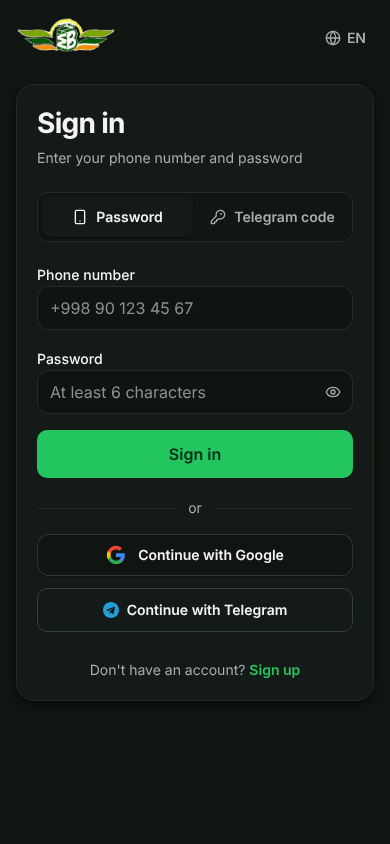 EN
Sign in
Enter your phone number and password
Password
Telegram code
Phone number
+998 90 123 45 67
Password
At least 6 characters
Sign in
or
Continue with Google
Continue with Telegram
Don't have an account? Sign up